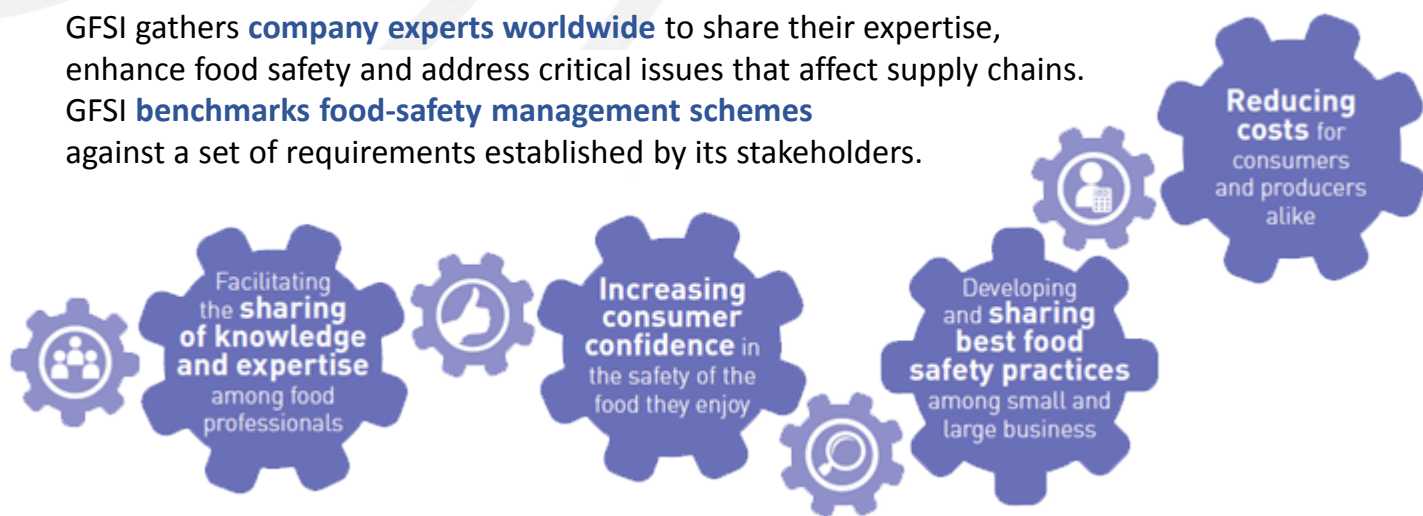 GFSI gathers company experts worldwide to share their expertise,
enhance food safety and address critical issues that affect supply chains.
GFSI benchmarks food-safety management schemes
against a set of requirements established by its stakeholders.
Facilitating
the sharing
of knowledge
and expertise
among food
professionals
Increasing
consumer
confidence in
the safety of the
food they enjoy
Developing
and sharing
best food
safety practices
among small and
large business
Reducing
costs for
consumers
and producers
alike